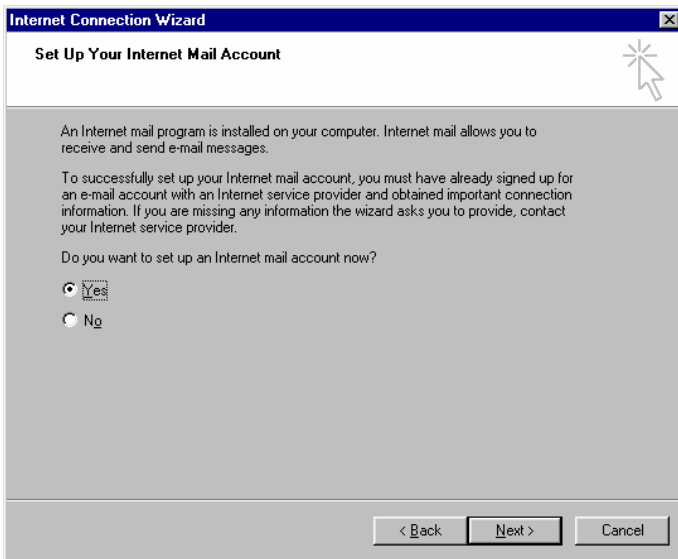 Internet Connection Wizard
Set Up Your Internet Mail Account
An Internet mail program is installed on your computer. Internet mail allows you to
receive and send e-mail messages.
To successfully set up your Internet mail account, you must have already signed up for
an e-mail account with an Internet service provider and obtained important connection
information. If you are missing any information the wizard asks you to provide, contact
your Internet service provider.
Do you want to set up an Internet mail account now?
Yes
No
< Back Next > Cancel